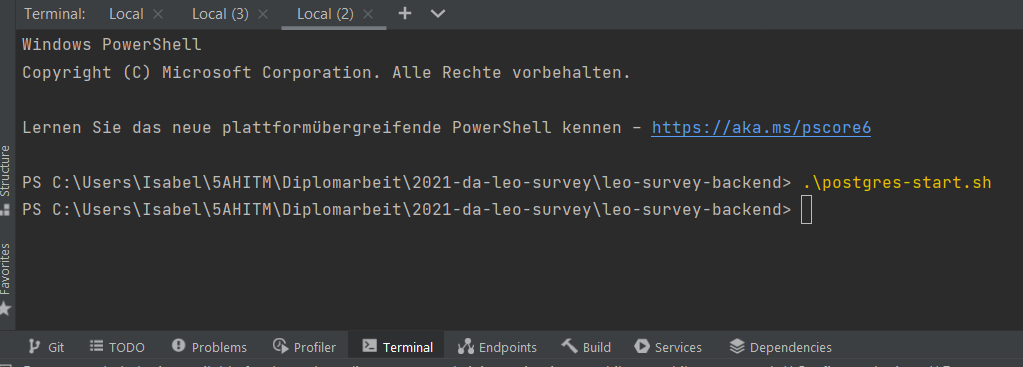 Terminal: Local × Local (3) × Local (2) × +
Windows PowerShell
Copyright (C) Microsoft Corporation. Alle Rechte vorbehalten.
Lernen Sie das neue plattformübergreifende PowerShell kennen – https://aka.ms/pscore6
PS C:\Users\Isabel\5AHITM\Diplomarbeit\2021-da-leo-survey\leo-survey-backend> .\postgres-start.sh
PS C:\Users\Isabel\5AHITM\Diplomarbeit\2021-da-leo-survey\leo-survey-backend>
Structure
Favorites
Git TODO Problems Profiler Terminal Endpoints Build Services Dependencies